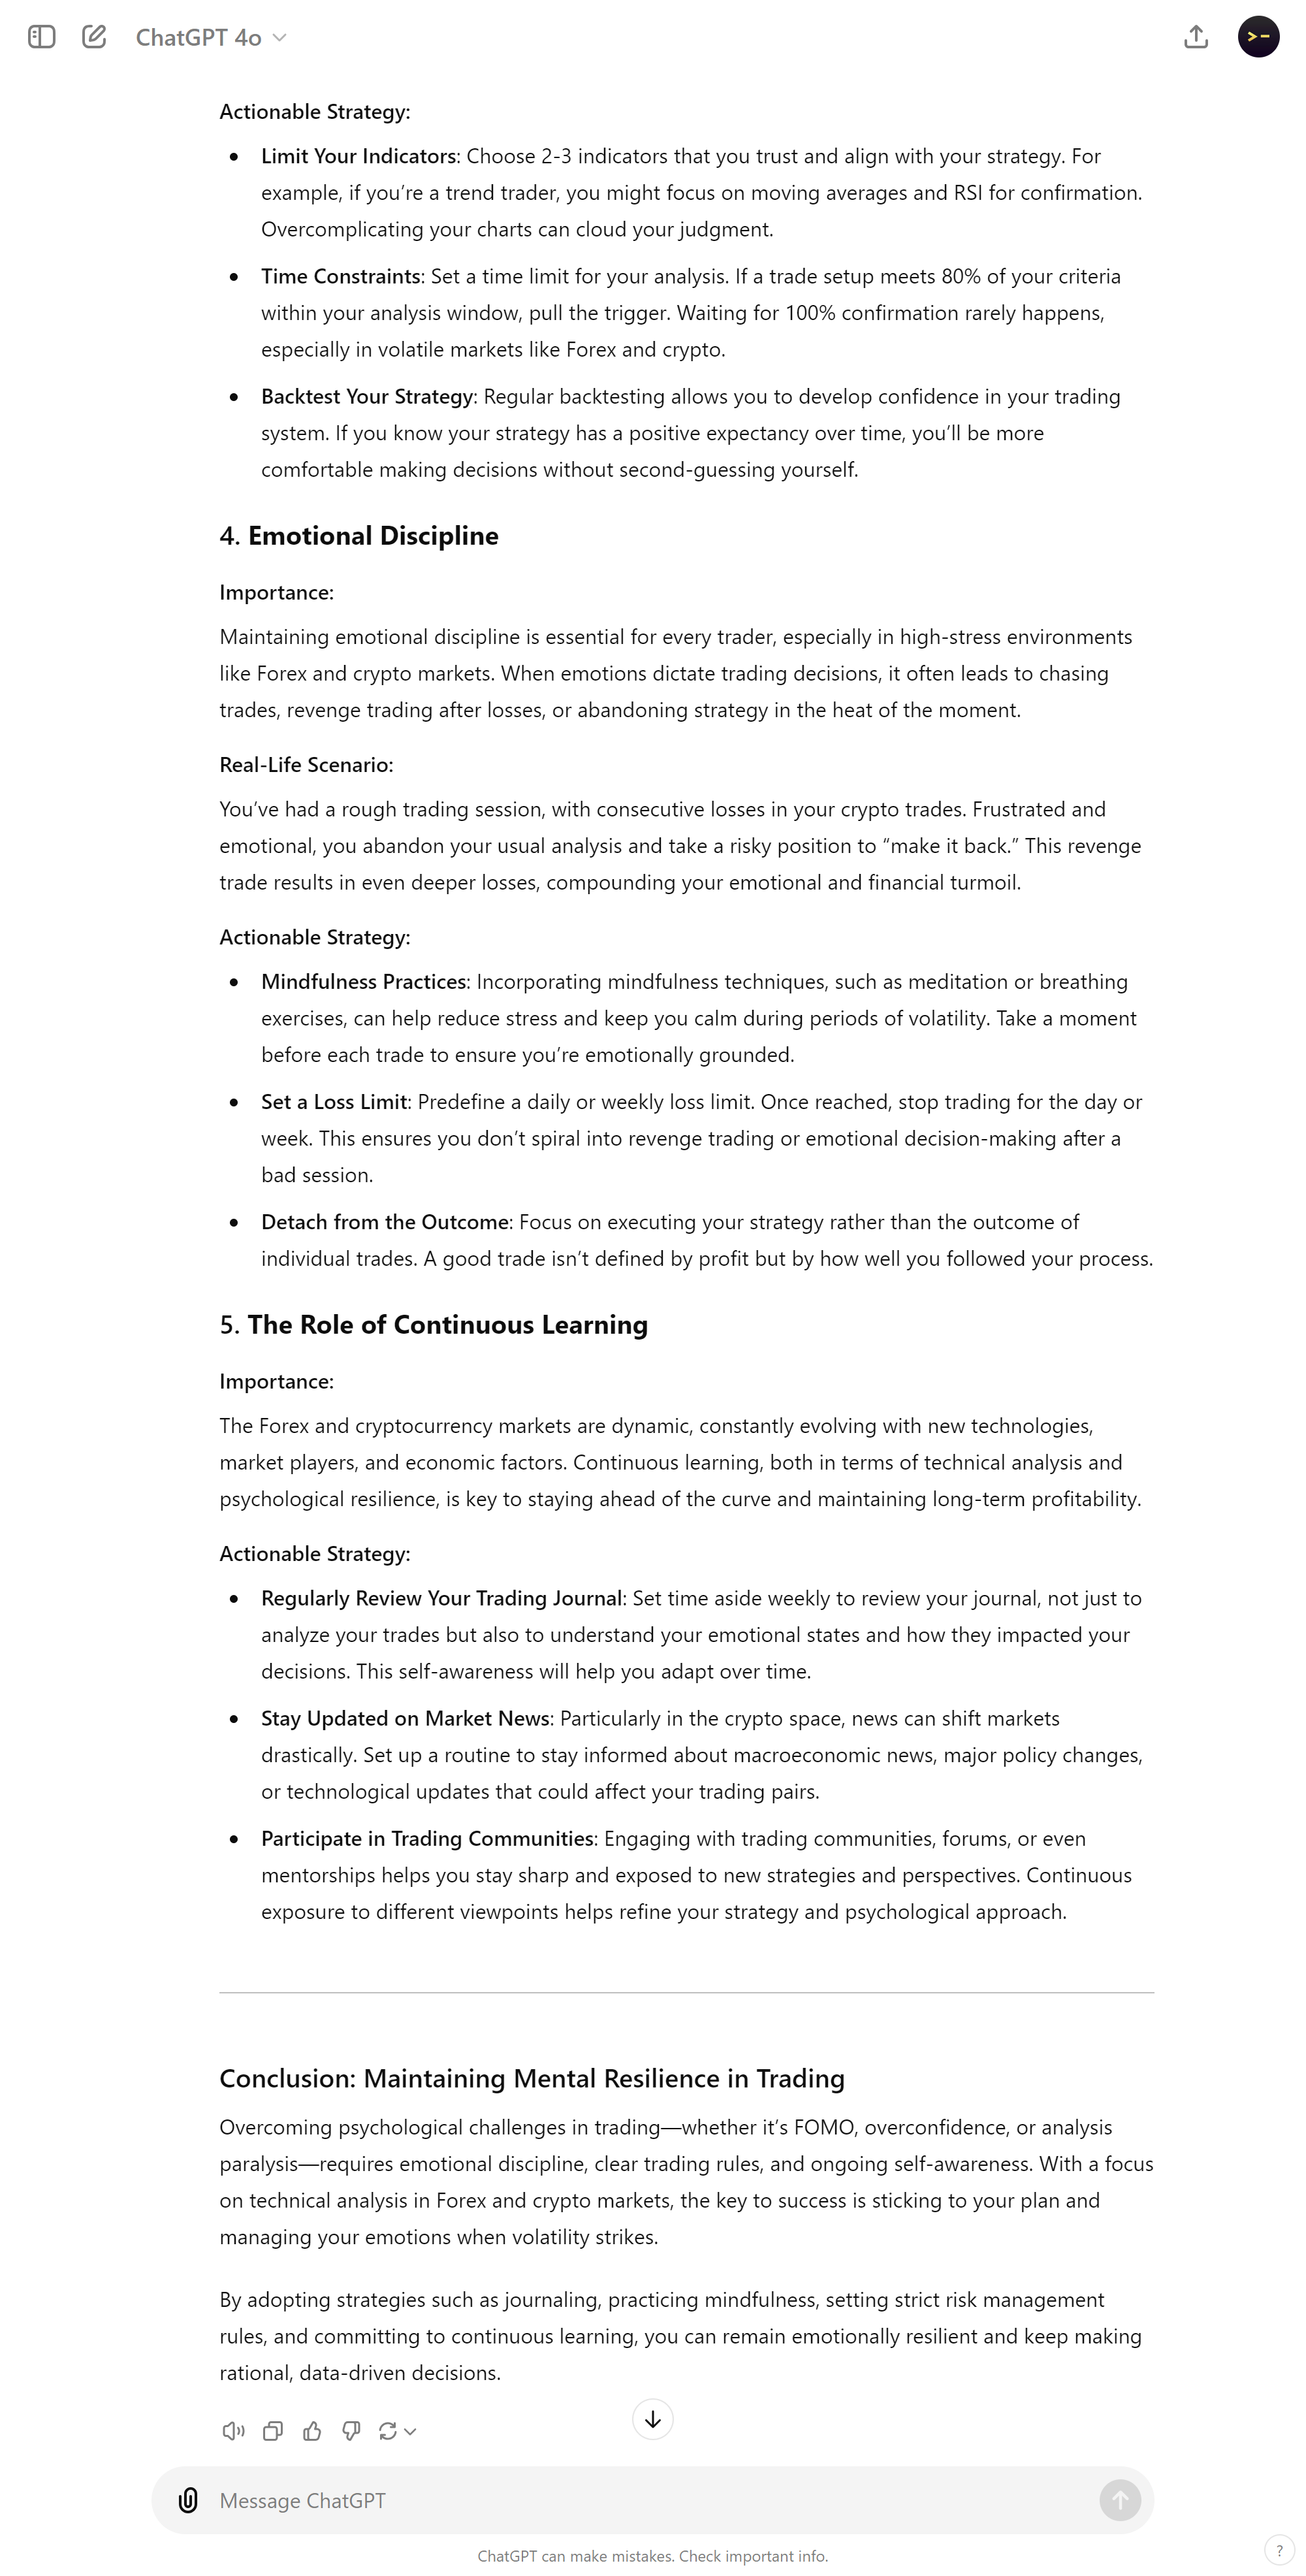 ChatGPT 4o
Actionable Strategy:
Limit Your Indicators: Choose 2-3 indicators that you trust and align with your strategy. For
example, if you’re a trend trader, you might focus on moving averages and RSI for confirmation.
Overcomplicating your charts can cloud your judgment.
Time Constraints: Set a time limit for your analysis. If a trade setup meets 80% of your criteria
within your analysis window, pull the trigger. Waiting for 100% confirmation rarely happens,
especially in volatile markets like Forex and crypto.
Backtest Your Strategy: Regular backtesting allows you to develop confidence in your trading
system. If you know your strategy has a positive expectancy over time, you’ll be more
comfortable making decisions without second-guessing yourself.
4. Emotional Discipline
Importance:
Maintaining emotional discipline is essential for every trader, especially in high-stress environments
like Forex and crypto markets. When emotions dictate trading decisions, it often leads to chasing
trades, revenge trading after losses, or abandoning strategy in the heat of the moment.
Real-Life Scenario:
You’ve had a rough trading session, with consecutive losses in your crypto trades. Frustrated and
emotional, you abandon your usual analysis and take a risky position to “make it back.” This revenge
trade results in even deeper losses, compounding your emotional and financial turmoil.
Actionable Strategy:
Mindfulness Practices: Incorporating mindfulness techniques, such as meditation or breathing
exercises, can help reduce stress and keep you calm during periods of volatility. Take a moment
before each trade to ensure you’re emotionally grounded.
Set a Loss Limit: Predefine a daily or weekly loss limit. Once reached, stop trading for the day or
week. This ensures you don’t spiral into revenge trading or emotional decision-making after a
bad session.
Detach from the Outcome: Focus on executing your strategy rather than the outcome of
individual trades. A good trade isn’t defined by profit but by how well you followed your process.
5. The Role of Continuous Learning
Importance:
The Forex and cryptocurrency markets are dynamic, constantly evolving with new technologies,
market players, and economic factors. Continuous learning, both in terms of technical analysis and
psychological resilience, is key to staying ahead of the curve and maintaining long-term profitability.
Actionable Strategy:
Regularly Review Your Trading Journal: Set time aside weekly to review your journal, not just to
analyze your trades but also to understand your emotional states and how they impacted your
decisions. This self-awareness will help you adapt over time.
Stay Updated on Market News: Particularly in the crypto space, news can shift markets
drastically. Set up a routine to stay informed about macroeconomic news, major policy changes,
or technological updates that could affect your trading pairs.
Participate in Trading Communities: Engaging with trading communities, forums, or even
mentorships helps you stay sharp and exposed to new strategies and perspectives. Continuous
exposure to different viewpoints helps refine your strategy and psychological approach.
Conclusion: Maintaining Mental Resilience in Trading
Overcoming psychological challenges in trading—whether it’s FOMO, overconfidence, or analysis
paralysis—requires emotional discipline, clear trading rules, and ongoing self-awareness. With a focus
on technical analysis in Forex and crypto markets, the key to success is sticking to your plan and
managing your emotions when volatility strikes.
By adopting strategies such as journaling, practicing mindfulness, setting strict risk management
rules, and committing to continuous learning, you can remain emotionally resilient and keep making
rational, data-driven decisions.
Message ChatGPT
ChatGPT can make mistakes. Check important info.
?